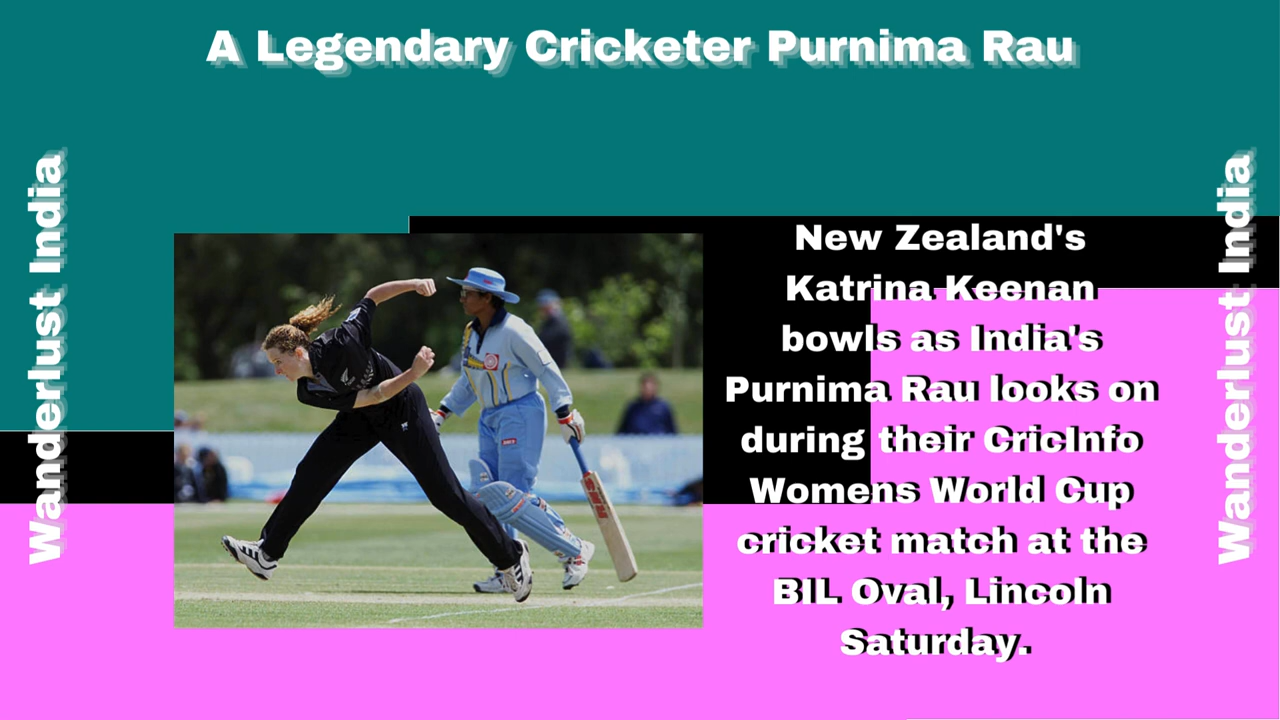 A Legendary Cricketer Purnima Rau
Wanderlust India
New Zealand's
Katrina Keenan
bowls as India's
Purnima Rau looks on
during their CricInfo
Womens World Cup
cricket match at the
BIL Oval, Lincoln
Saturday.
Wanderlust India